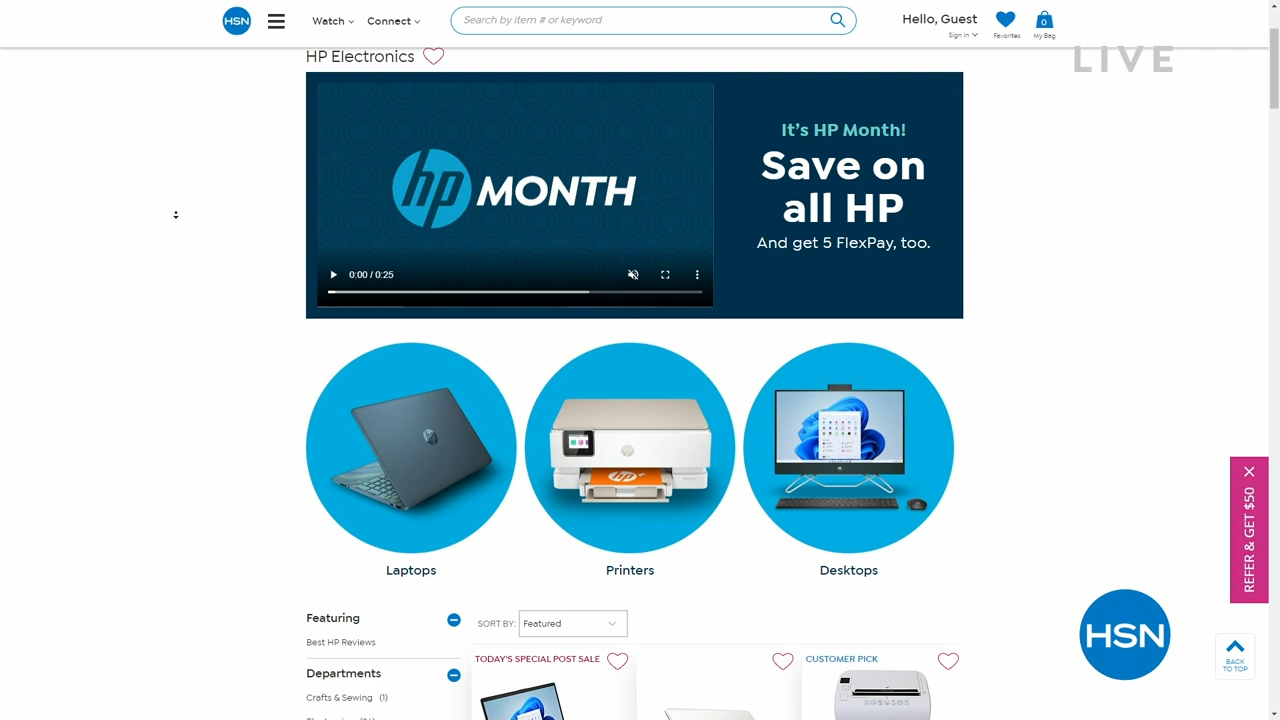 HSN
Watch
Connect
Search by item # or keyword
Hello, Guest
Sign In
Favorites
0
My Bag
LIVE
HP Electronics
hp MONTH
0:00 / 0:25
It's HP Month!
Save on
all HP
And get 5 FlexPay, too.
Laptops
Printers
Desktops
REFER & GET $50
Featuring
Best HP Reviews
SORT BY:
Featured
HSN
BACK
TO TOP
Departments
Crafts & Sewing (1)
TODAY'S SPECIAL POST SALE
CUSTOMER PICK